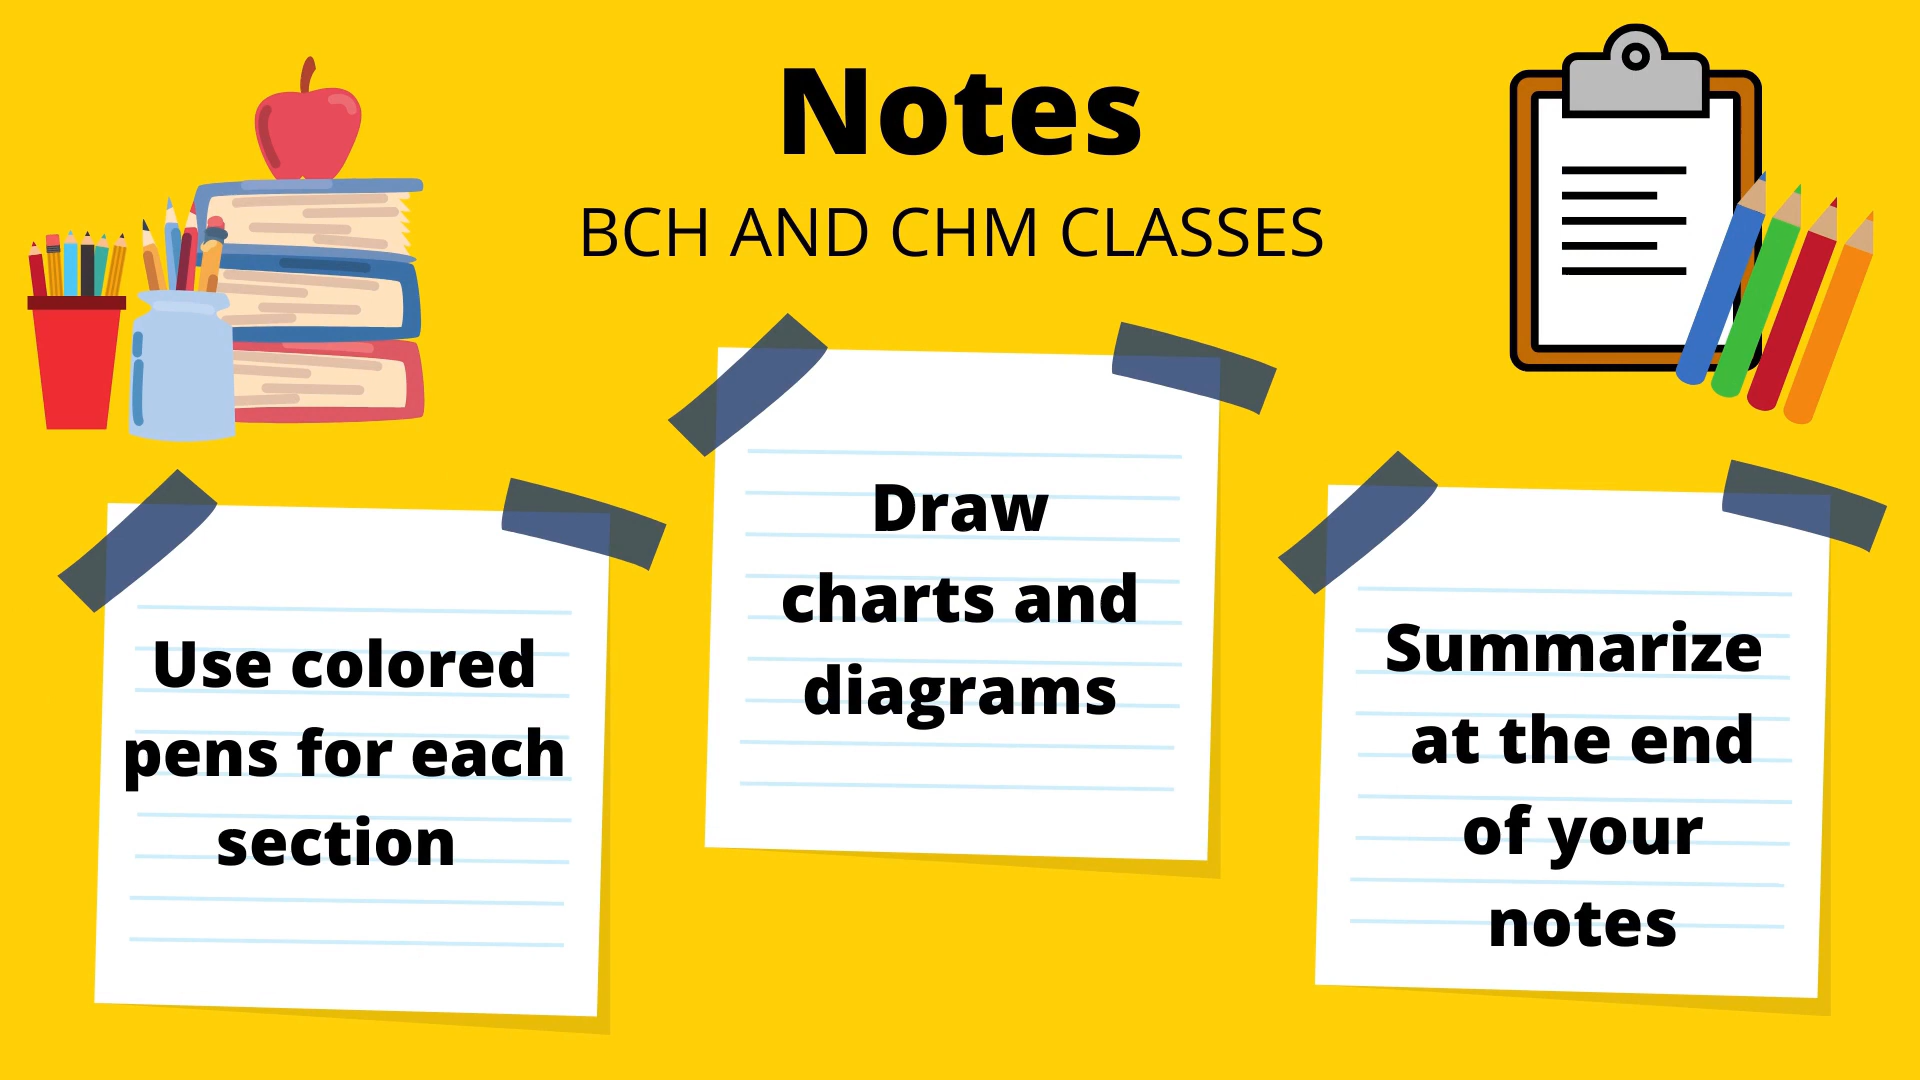 Notes
BCH AND CHM CLASSES
Use colored
pens for each
section
Draw
charts and
diagrams
Summarize
at the end
of your
notes